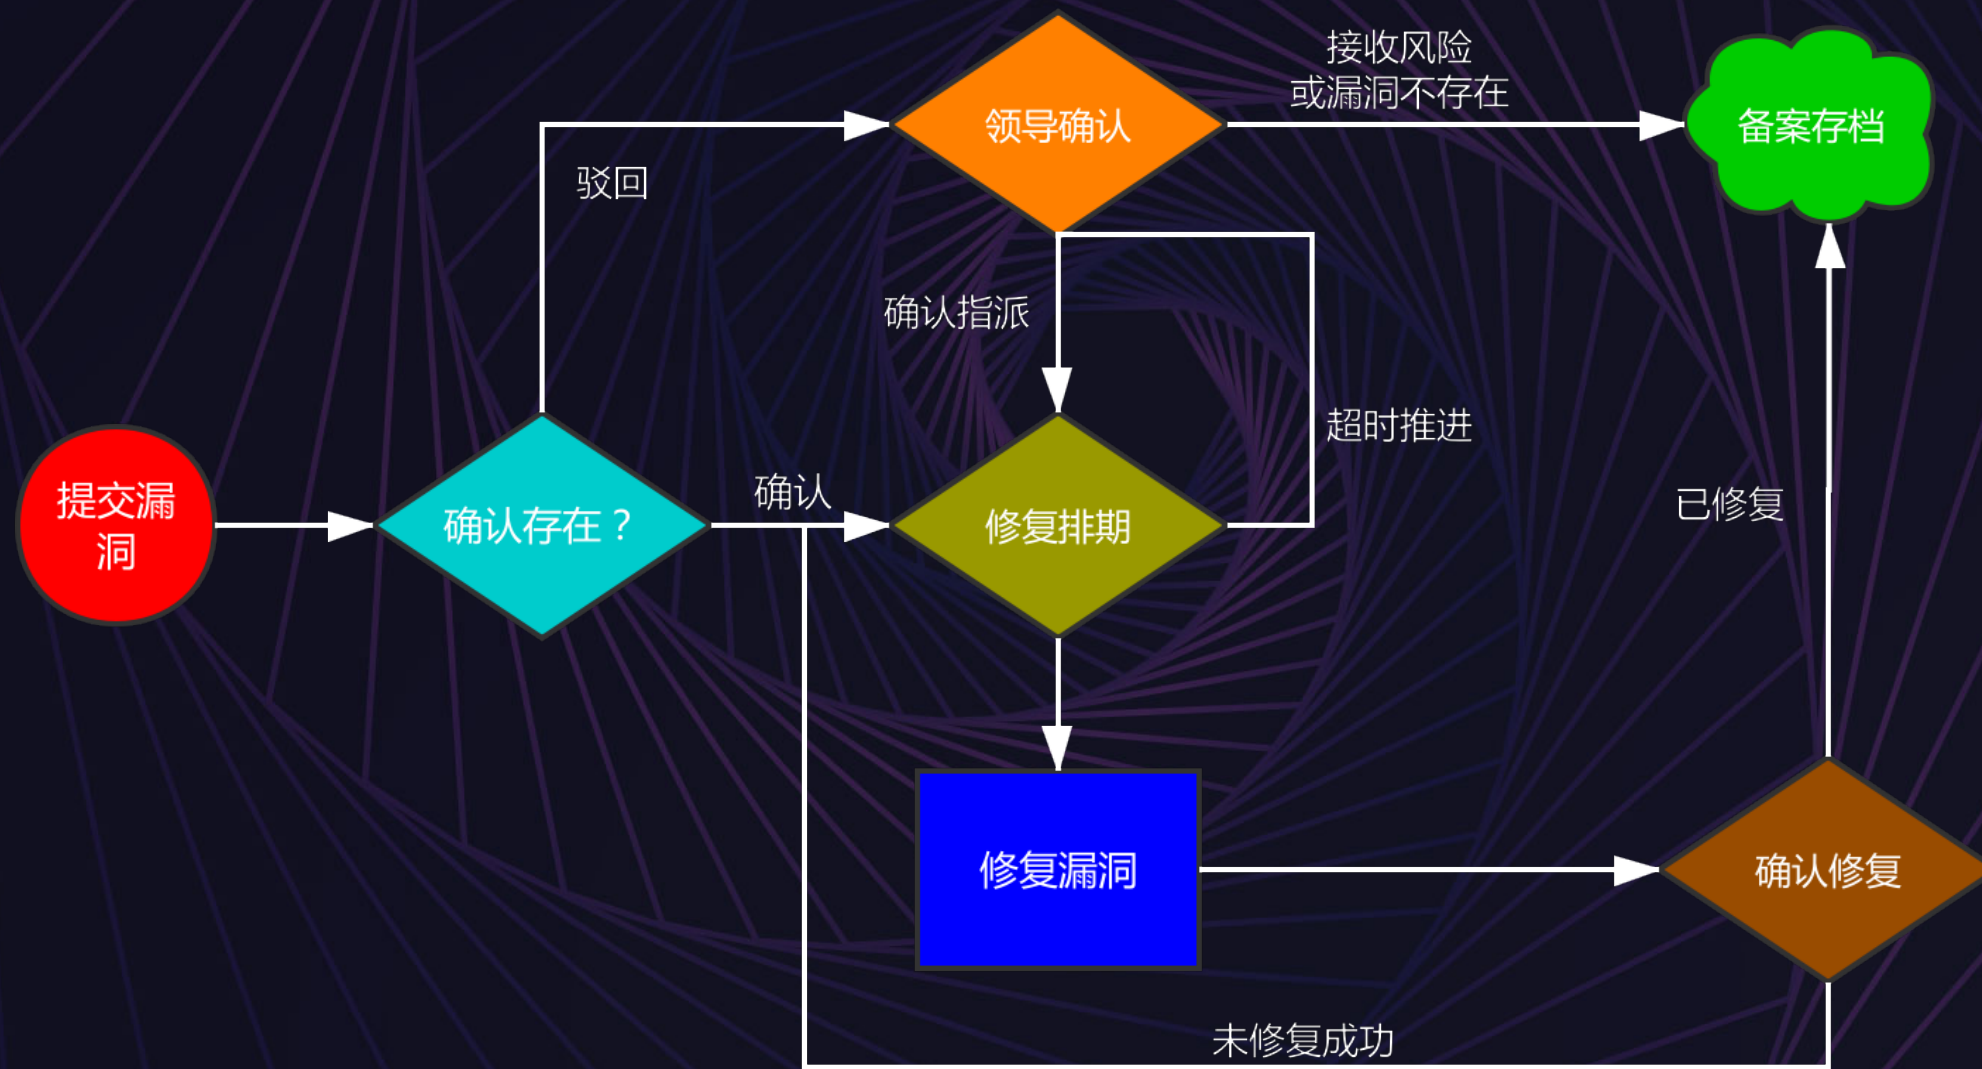 接收风险
或漏洞不存在
领导确认
备案存档
驳回
确认指派
超时推进
提交漏
洞
确认存在？
确认
修复排期
已修复
修复漏洞
确认修复
未修复成功